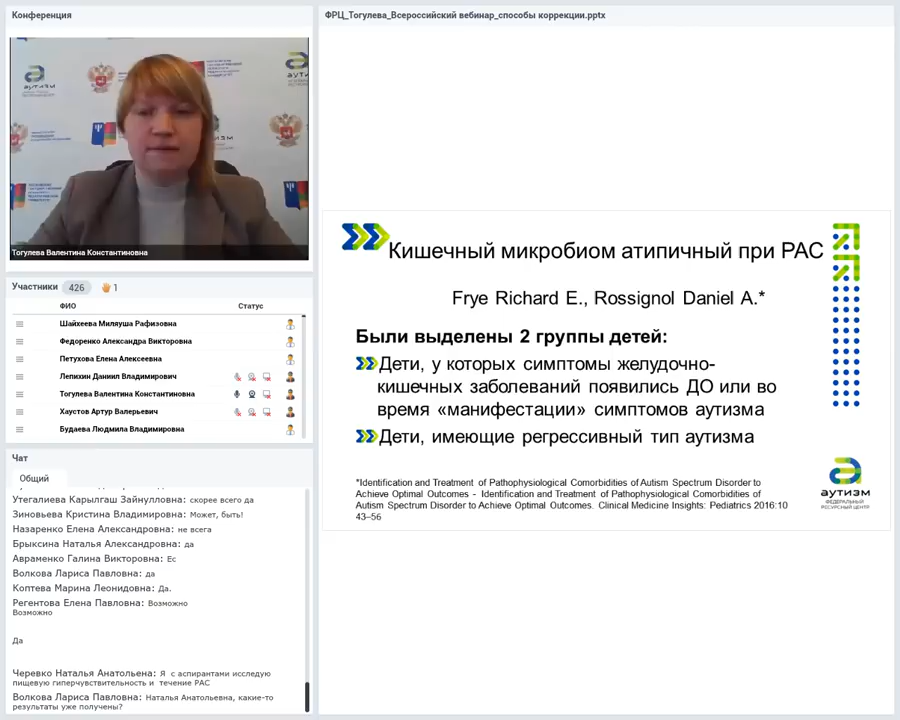 Конференция
аутизм
аути
Тогулева Валентина Константиновна
Участники 426 1
ФИО Статус
Шайхеева Миляуша Рафизовна
Федоренко Александра Викторовна
Петухова Елена Алексеевна
Лепихин Даниил Владимирович
Тогулева Валентина Константиновна
Хаустов Артур Валерьевич
Будаева Людмила Владимировна
Чат
Общий
Утегалиева Карылгаш Зайнулловна: скорее всего да
Зиновьева Кристина Владимировна: Может, быть!
Назаренко Елена Александровна: не всега
Брыксина Наталья Александровна: да
Авраменко Галина Викторовна: Ес
Волкова Лариса Павловна: да
Коптева Марина Леонидовна: Да.
Регентова Елена Павловна: Возможно
Возможно
Да
Черевко Наталья Анатольена: Я с аспирантами исследую
пищевую гиперчувствительность и течение РАС
Волкова Лариса Павловна: Наталья Анатольевна, какие-то
результаты уже получены?
ФРЦ_Тогулева_Всероссийский вебинар_способы коррекции.pptx
Кишечный микробиом атипичный при РАС
Frye Richard E., Rossignol Daniel A.*
Были выделены 2 группы детей:
Дети, у которых симптомы желудочно-
кишечных заболеваний появились ДО или во
время «манифестации» симптомов аутизма
Дети, имеющие регрессивный тип аутизма
*Identification and Treatment of Pathophysiological Comorbidities of Autism Spectrum Disorder to
Achieve Optimal Outcomes - Identification and Treatment of Pathophysiological Comorbidities of
Autism Spectrum Disorder to Achieve Optimal Outcomes. Clinical Medicine Insights: Pediatrics 2016:10
43–56
аутизм
ФЕДЕРАЛЬНЫЙ
РЕСУРСНЫЙ ЦЕНТР